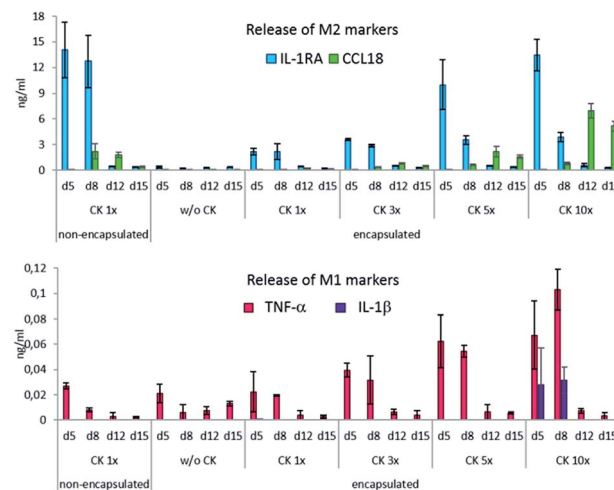 Release of M2 markers
IL-1RA CCL18
18
15
12
9
6
3
0
ng/ml
d5 d8 d12 d15 d5 d8 d12 d15 d5 d8 d12 d15 d5 d8 d12 d15 d5 d8 d12 d15 d5 d8 d12 d1
CK 1x w/o CK CK 1x CK 3x CK 5x CK 10x
non-encapsulated encapsulated
Release of M1 markers
TNF-α IL-1β
0,12
0,1
0,08
0,06
0,04
0,02
0
ng/ml
d5 d8 d12 d15 d5 d8 d12 d15 d5 d8 d12 d15 d5 d8 d12 d15 d5 d8 d12 d15 d5 d8 d12 d15
CK 1x w/o CK CK 1x CK 3x CK 5x CK 10x
non-encapsulated encapsulated